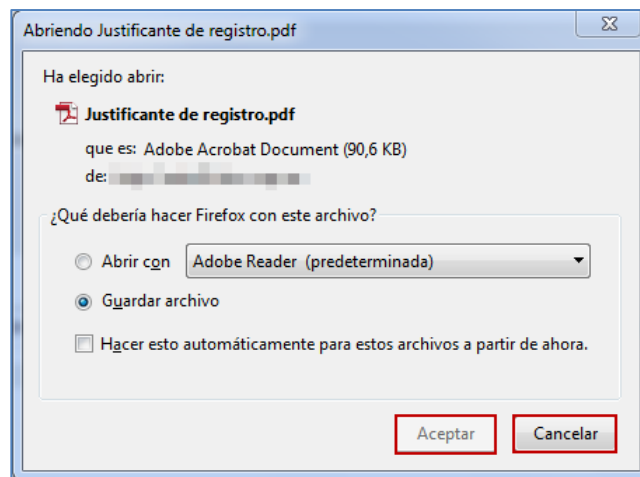 Abriendo Justificante de registro.pdf
Ha elegido abrir:
Justificante de registro.pdf
que es: Adobe Acrobat Document (90,6 KB)
de:
¿Qué debería hacer Firefox con este archivo?
Abrir con Adobe Reader (predeterminada)
Guardar archivo
Hacer esto automáticamente para estos archivos a partir de ahora.
Aceptar Cancelar